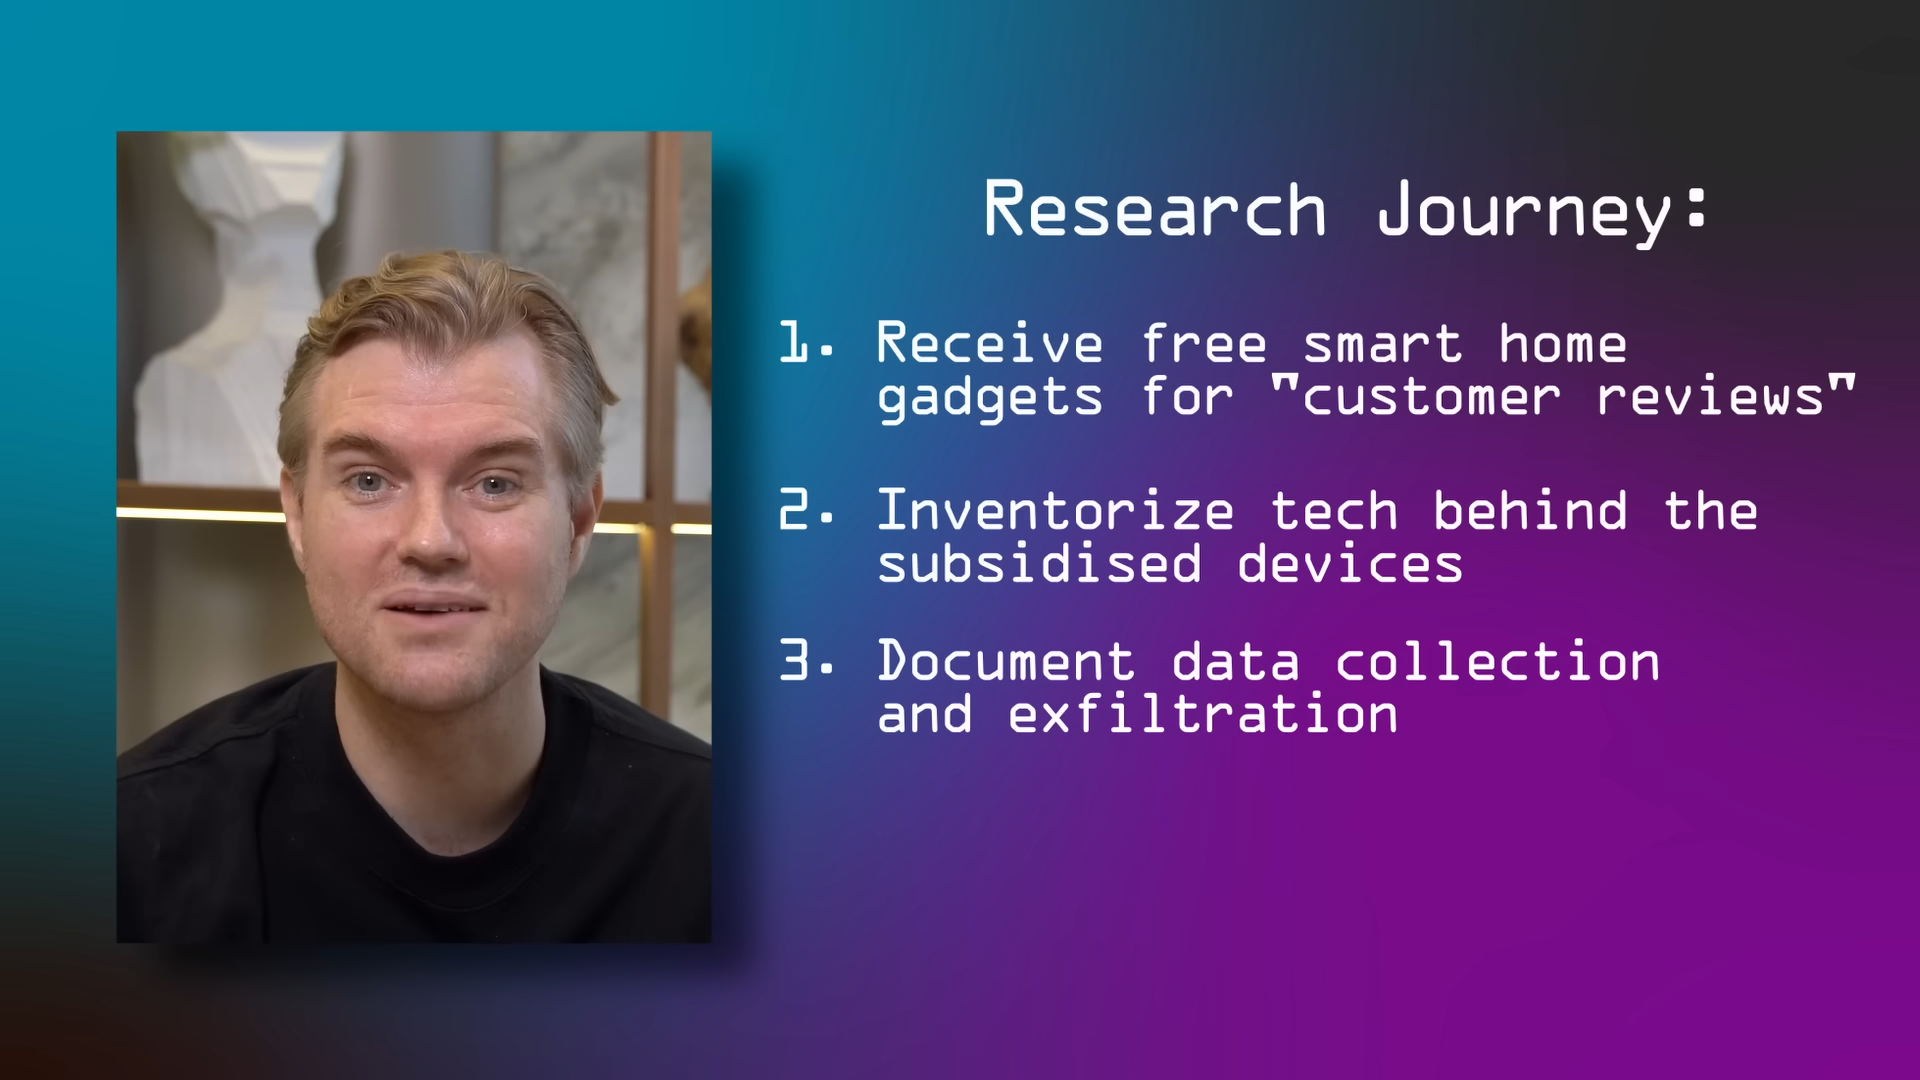 Research Journey:
1. Receive free smart home
gadgets for "customer reviews"
2. Inventorize tech behind the
subsidised devices
3. Document data collection
and exfiltration